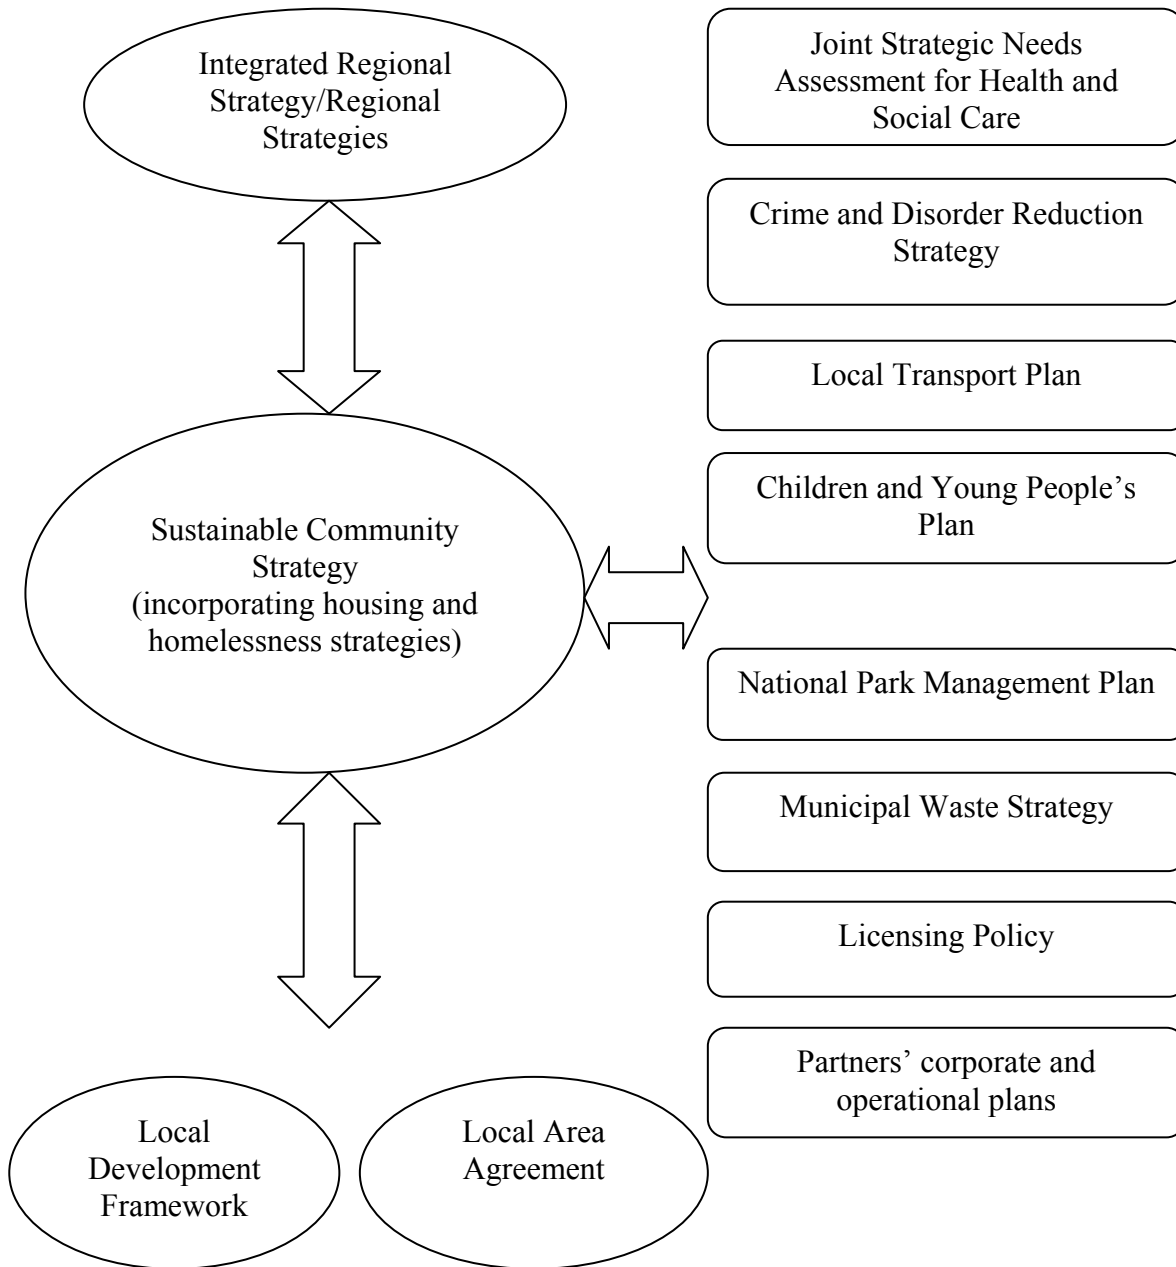 Integrated Regional
Strategy/Regional
Strategies
Sustainable Community
Strategy
(incorporating housing and
homelessness strategies)
Local
Development
Framework
Local Area
Agreement
Joint Strategic Needs
Assessment for Health and
Social Care
Crime and Disorder Reduction
Strategy
Local Transport Plan
Children and Young People’s
Plan
National Park Management Plan
Municipal Waste Strategy
Licensing Policy
Partners’ corporate and
operational plans